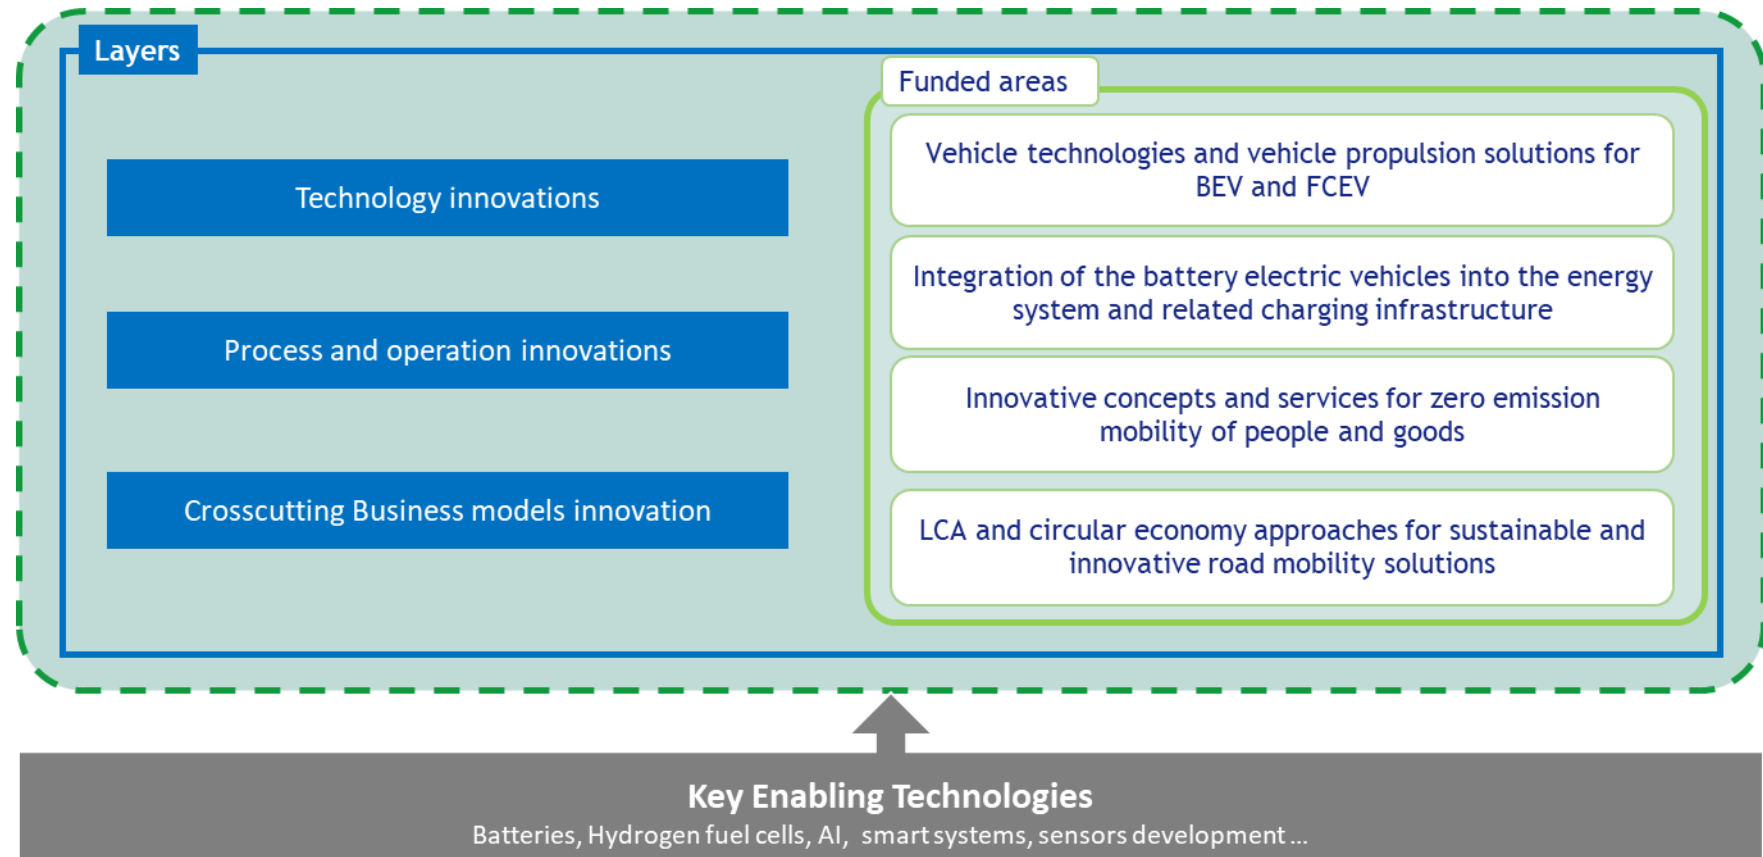 Layers
Technology innovations
Process and operation innovations
Crosscutting Business models innovation
Funded areas
Vehicle technologies and vehicle propulsion solutions for
BEV and FCEV
Integration of the battery electric vehicles into the energy
system and related charging infrastructure
Innovative concepts and services for zero emission
mobility of people and goods
LCA and circular economy approaches for sustainable and
innovative road mobility solutions
Key Enabling Technologies
Batteries, Hydrogen fuel cells, AI, smart systems, sensors development ...